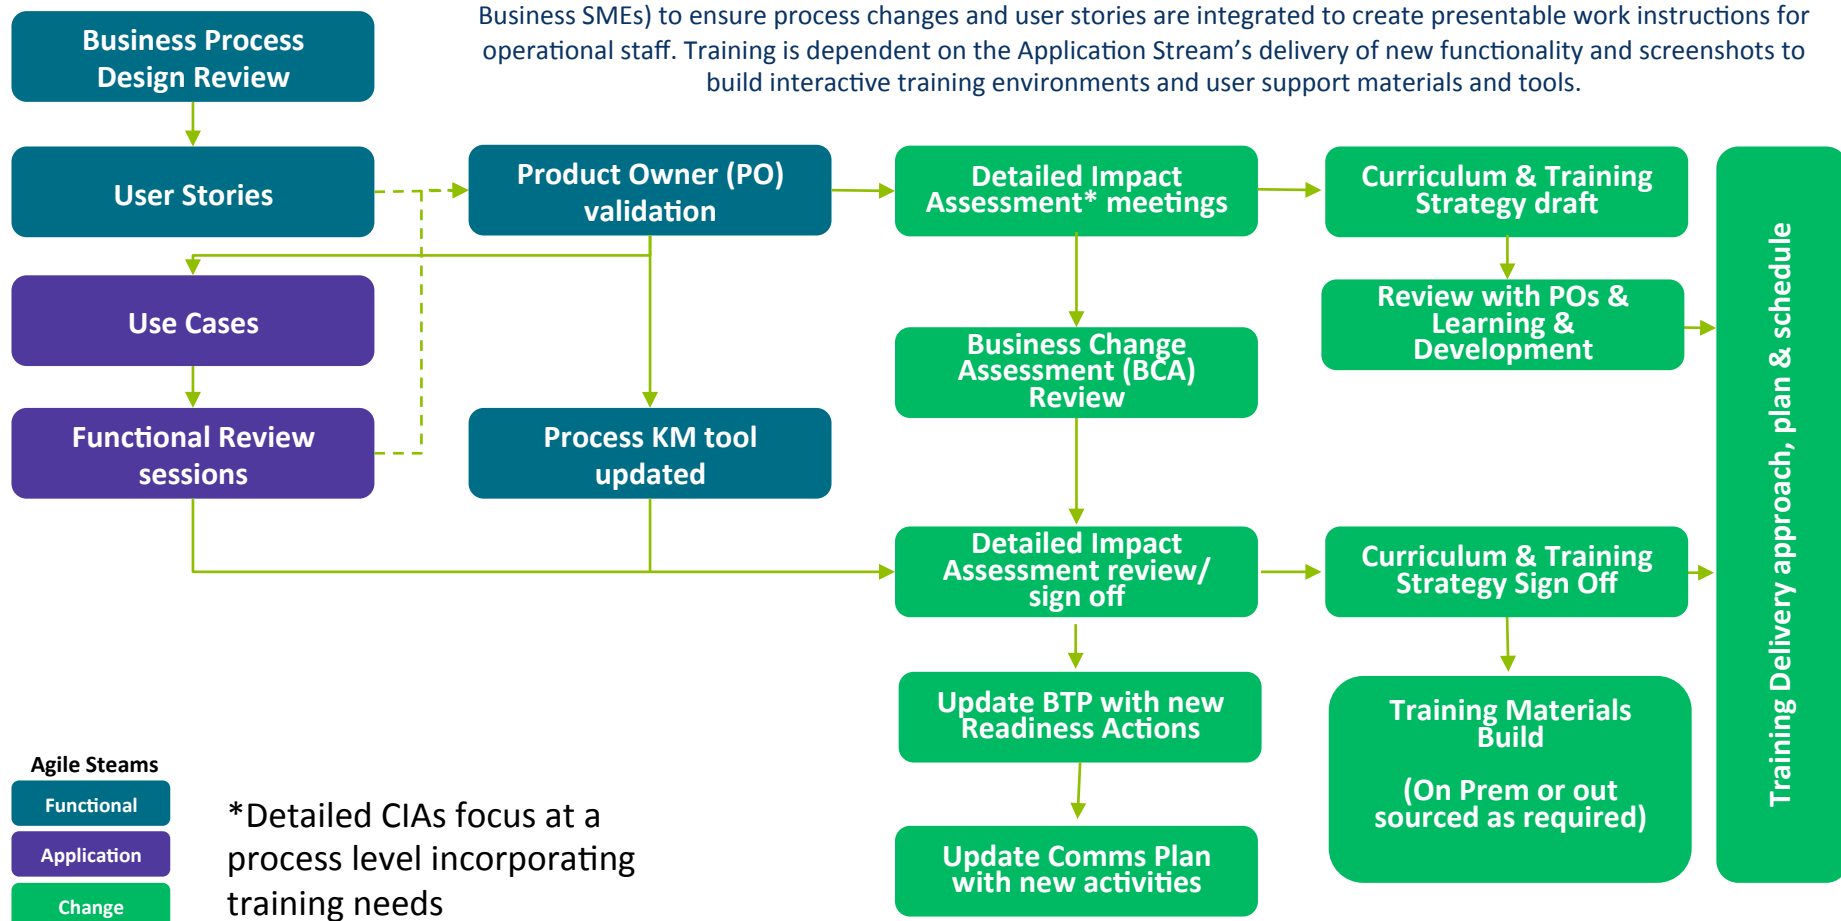 Business SMEs) to ensure process changes and user stories are integrated to create presentable work instructions for
operational staff. Training is dependent on the Application Stream’s delivery of new functionality and screenshots to
build interactive training environments and user support materials and tools.
Business Process
Design Review
User Stories
Product Owner (PO)
validation
Detailed Impact
Assessment* meetings
Curriculum & Training
Strategy draft
Use Cases
Review with POs &
Learning &
Development
Business Change
Assessment (BCA)
Review
Functional Review
sessions
Process KM tool
updated
Detailed Impact
Assessment review/
sign off
Curriculum & Training
Strategy Sign Off
Training Delivery approach, plan & schedule
Update BTP with new
Readiness Actions
Training Materials
Build
(On Prem or out
sourced as required)
Update Comms Plan
with new activities
Agile Steams
Functional
Application
Change
*Detailed CIAs focus at a
process level incorporating
training needs